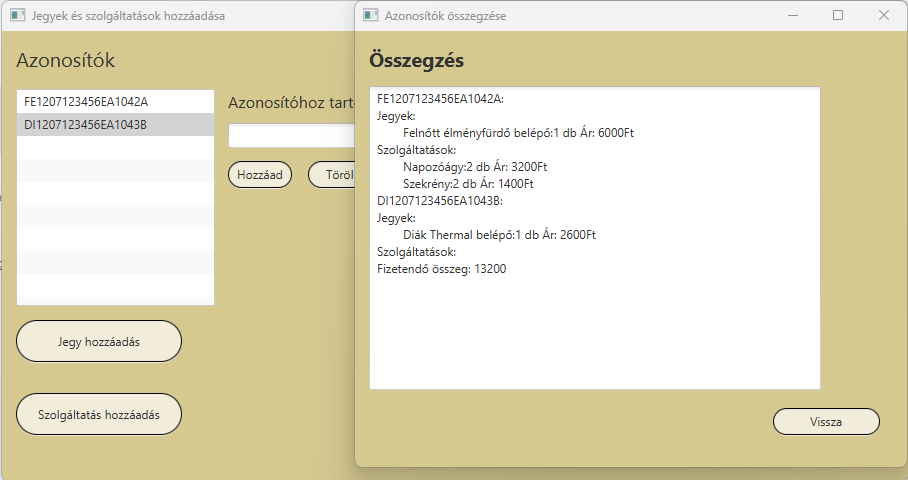 Jegyek és szolgáltatások hozzáadása
Azonosítók
FE1207123456EA1042A
DI1207123456EA1043B
Azonosítóhoz
Hozzáad
Töröl
Jegy hozzáadás
Szolgáltatás hozzáadás
Azonosítók összegzése
Összegzés
FE1207123456EA1042A:
Jegyek:
Felnőtt élményfürdő belépő:1 db Ár: 6000Ft
Szolgáltatások:
Napozóágy:2 db Ár: 3200Ft
Szekrény:2 db Ár: 1400Ft
DI1207123456EA1043B:
Jegyek:
Diák Thermal belépő:1 db Ár: 2600Ft
Szolgáltatások:
Fizetendő összeg: 13200
Vissza